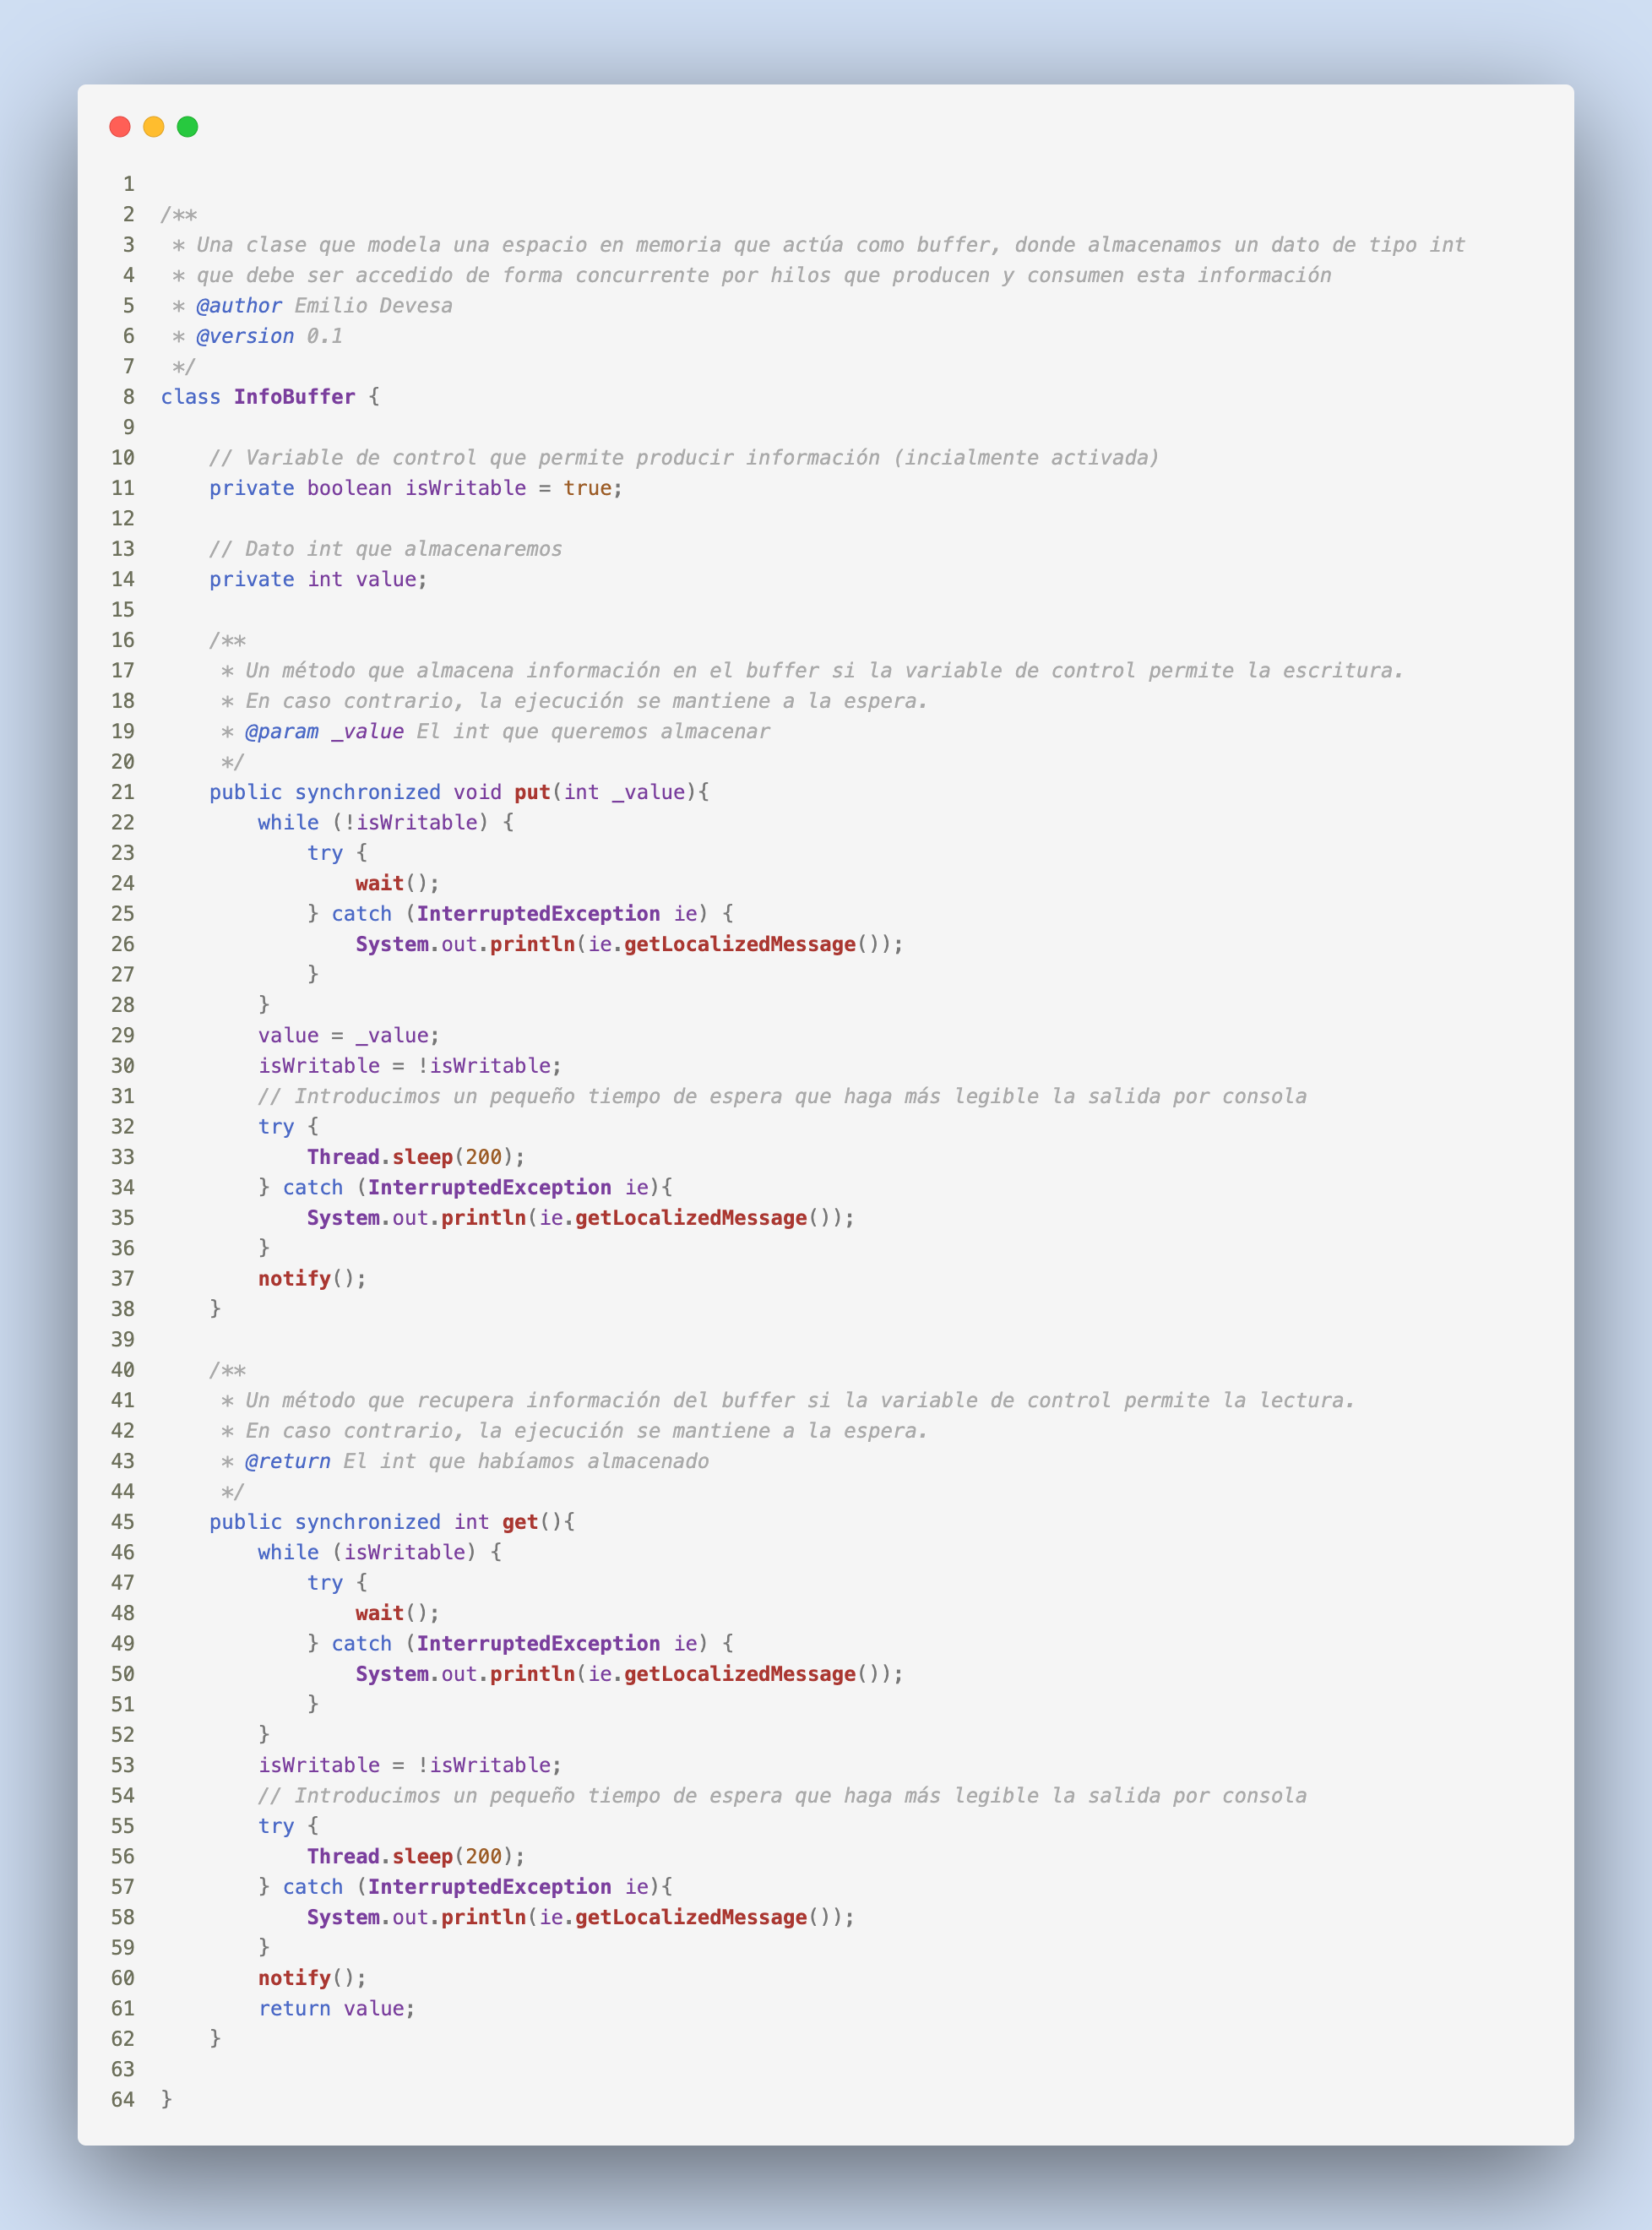 1
2 /**
3  * Una clase que modela una espacio en memoria que actúa como buffer, donde almacenamos un dato de tipo int
4  * que debe ser accedido de forma concurrente por hilos que producen y consumen esta información
5  * @author Emilio Devesa
6  * @version 0.1
7  */
8 class InfoBuffer {
9
10     // Variable de control que permite producir información (incialmente activada)
11     private boolean isWritable = true;
12
13     // Dato int que almacenaremos
14     private int value;
15
16     /**
17      * Un método que almacena información en el buffer si la variable de control permite la escritura.
18      * En caso contrario, la ejecución se mantiene a la espera.
19      * @param _value El int que queremos almacenar
20      */
21     public synchronized void put(int _value){
22         while (!isWritable) {
23             try {
24                 wait();
25             } catch (InterruptedException ie) {
26                 System.out.println(ie.getLocalizedMessage());
27             }
28         }
29         value = _value;
30         isWritable = !isWritable;
31         // Introducimos un pequeño tiempo de espera que haga más legible la salida por consola
32         try {
33             Thread.sleep(200);
34         } catch (InterruptedException ie){
35             System.out.println(ie.getLocalizedMessage());
36         }
37         notify();
38     }
39
40     /**
41      * Un método que recupera información del buffer si la variable de control permite la lectura.
42      * En caso contrario, la ejecución se mantiene a la espera.
43      * @return El int que habíamos almacenado
44      */
45     public synchronized int get(){
46         while (isWritable) {
47             try {
48                 wait();
49             } catch (InterruptedException ie) {
50                 System.out.println(ie.getLocalizedMessage());
51             }
52         }
53         isWritable = !isWritable;
54         // Introducimos un pequeño tiempo de espera que haga más legible la salida por consola
55         try {
56             Thread.sleep(200);
57         } catch (InterruptedException ie){
58             System.out.println(ie.getLocalizedMessage());
59         }
60         notify();
61         return value;
62     }
63
64 }